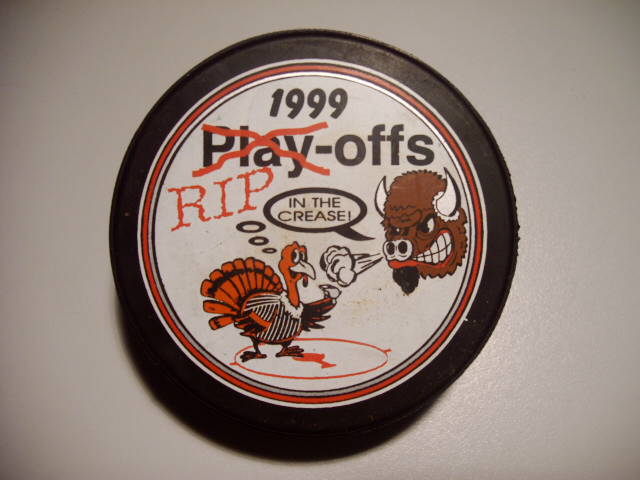 1999
Play-offs
RIP
IN THE
CREASE!